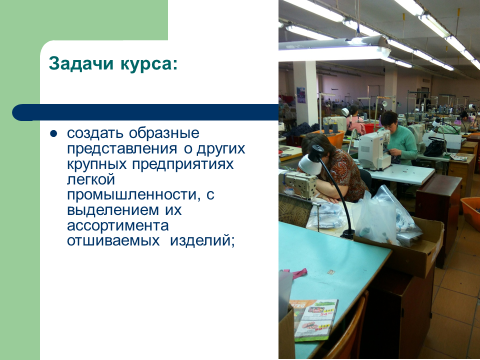 Задачи курса:
создать образные
представления о других
крупных предприятиях
легкой
промышленности, с
выделением их
ассортимента
отшиваемых  изделий;